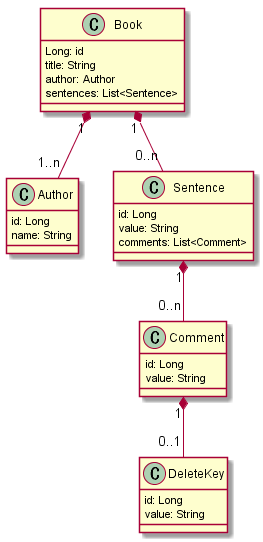 C Book
Long: id
title: String
author: Author
sentences: List<Sentence>
1 1
1..n 0..n
C Author
id: Long
name: String
C Sentence
id: Long
value: String
comments: List<Comment>
1
0..n
C Comment
id: Long
value: String
1
0..1
C DeleteKey
id: Long
value: String